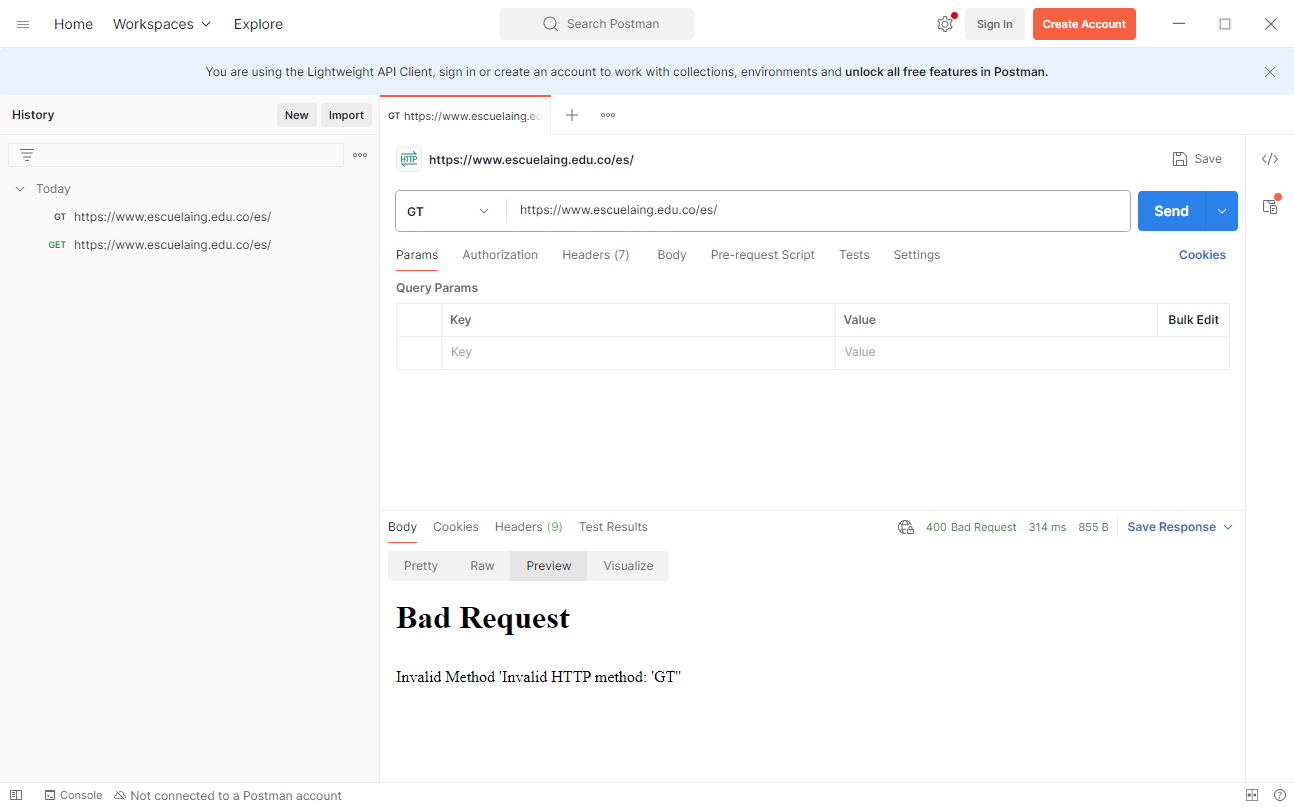 Home Workspaces Explore Search Postman Sign In Create Account
You are using the Lightweight API Client, sign in or create an account to work with collections, environments and unlock all free features in Postman.
History New Import
GT https://www.escuelaing.ed
Today
GT https://www.escuelaing.edu.co/es/
GET https://www.escuelaing.edu.co/es/
HTTP https://www.escuelaing.edu.co/es/ Save
GT https://www.escuelaing.edu.co/es/ Send
Params Authorization Headers (7) Body Pre-request Script Tests Settings Cookies
Query Params
Key Value Bulk Edit
Key Value
Body Cookies Headers (9) Test Results 400 Bad Request 314 ms 855 B Save Response
Pretty Raw Preview Visualize
Bad Request
Invalid Method 'Invalid HTTP method: 'GT''
Console Not connected to a Postman account